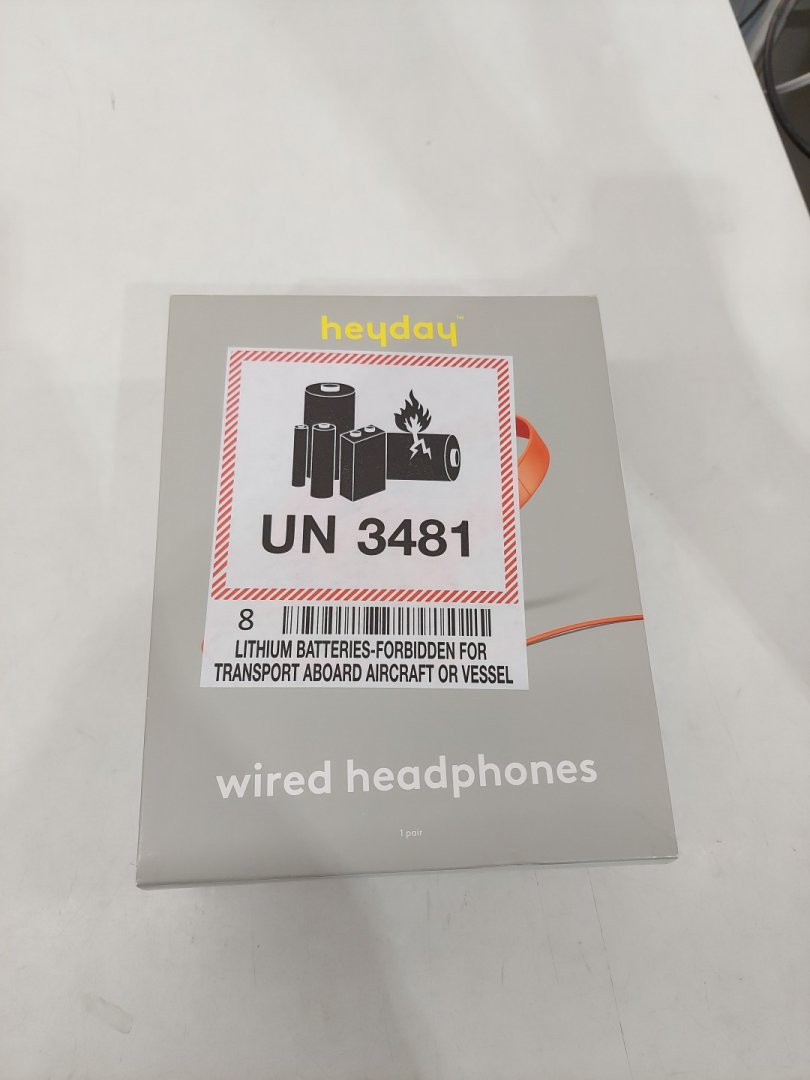 heyday™
UN 3481
8
LITHIUM BATTERIES-FORBIDDEN FOR
TRANSPORT ABOARD AIRCRAFT OR VESSEL
wired headphones
1 pair